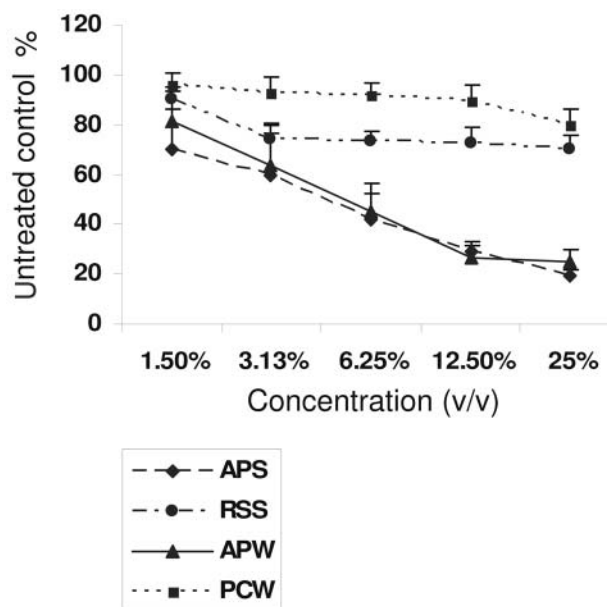 Untreated control %
120
100
80
60
40
20
0
1.50% 3.13% 6.25% 12.50% 25%
Concentration (v/v)
APS
RSS
APW
PCW